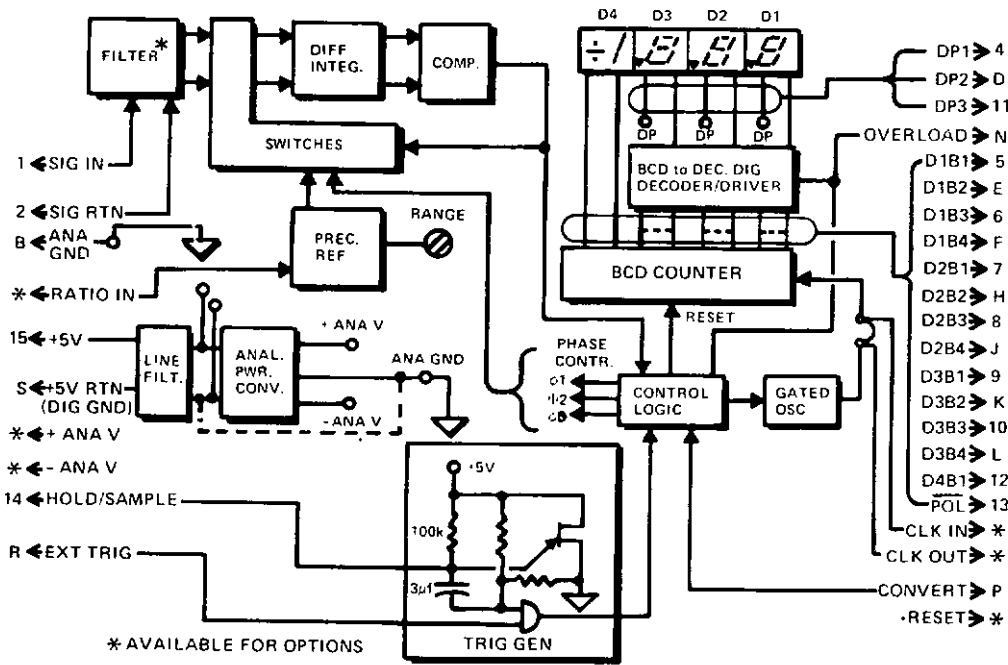 D4 D3 D2 D1
÷1 8 8 8
FILTER*
DIFF
INTEG.
COMP.
SWITCHES
DP DP DP
BCD to DEC. DIG
DECODER/DRIVER
DP1 4
DP2 D
DP3 11
OVERLOAD N
1 SIG IN
2 SIG RTN
B ANA
GND
PREC.
REF
RANGE
* RATIO IN
BCD COUNTER
RESET
D1B1 5
D1B2 E
D1B3 6
D1B4 F
D2B1 7
D2B2 H
D2B3 8
D2B4 J
D3B1 9
D3B2 K
D3B3 10
D3B4 L
D4B1 12
POL 13
CLK IN *
CLK OUT *
CONVERT P
·RESET *
15 +5V
S +5V RTN
(DIG GND)
* + ANA V
* - ANA V
LINE
FILT.
ANAL.
PWR.
CONV.
+ ANA V
- ANA V
ANA GND
PHASE
CONTR.
CONTROL
LOGIC
GATED
OSC
14 HOLD/SAMPLE
R EXT TRIG
+5V
100k
3µf
TRIG GEN
* AVAILABLE FOR OPTIONS